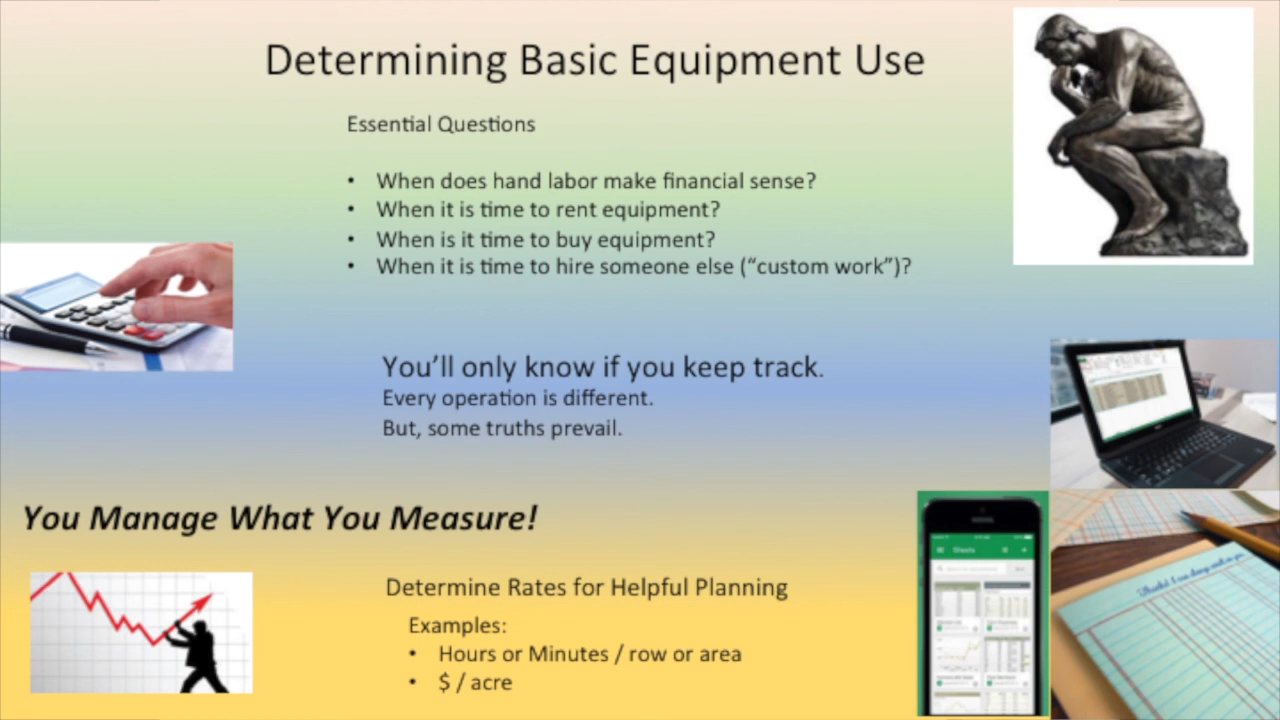 Determining Basic Equipment Use
Essential Questions
• When does hand labor make financial sense?
• When it is time to rent equipment?
• When is it time to buy equipment?
• When it is time to hire someone else (“custom work”)?
You’ll only know if you keep track.
Every operation is different.
But, some truths prevail.
You Manage What You Measure!
Determine Rates for Helpful Planning
Examples:
• Hours or Minutes / row or area
• $ / acre
Sheets